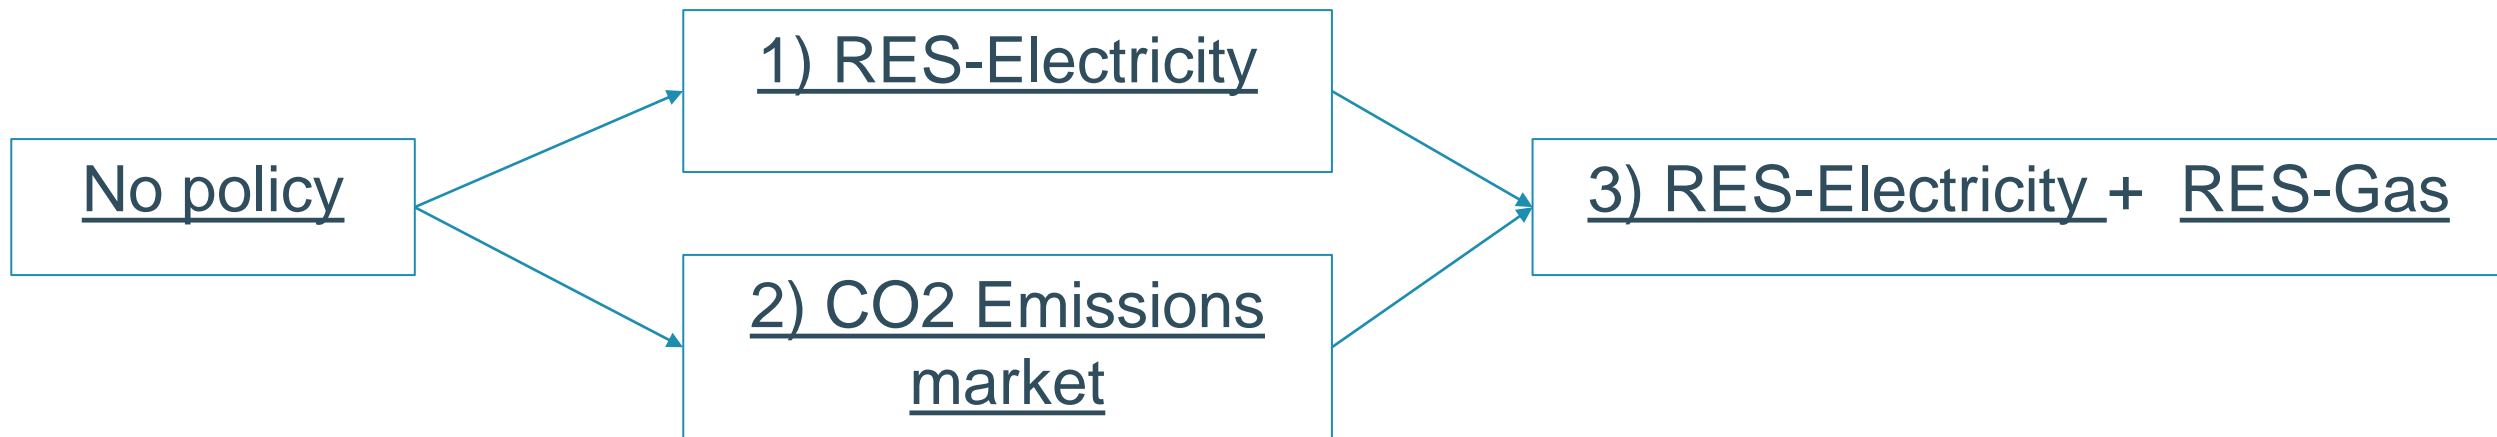 No policy
1) RES-Electricity
2) CO2 Emissions
market
3) RES-Electricity + RES-Gas